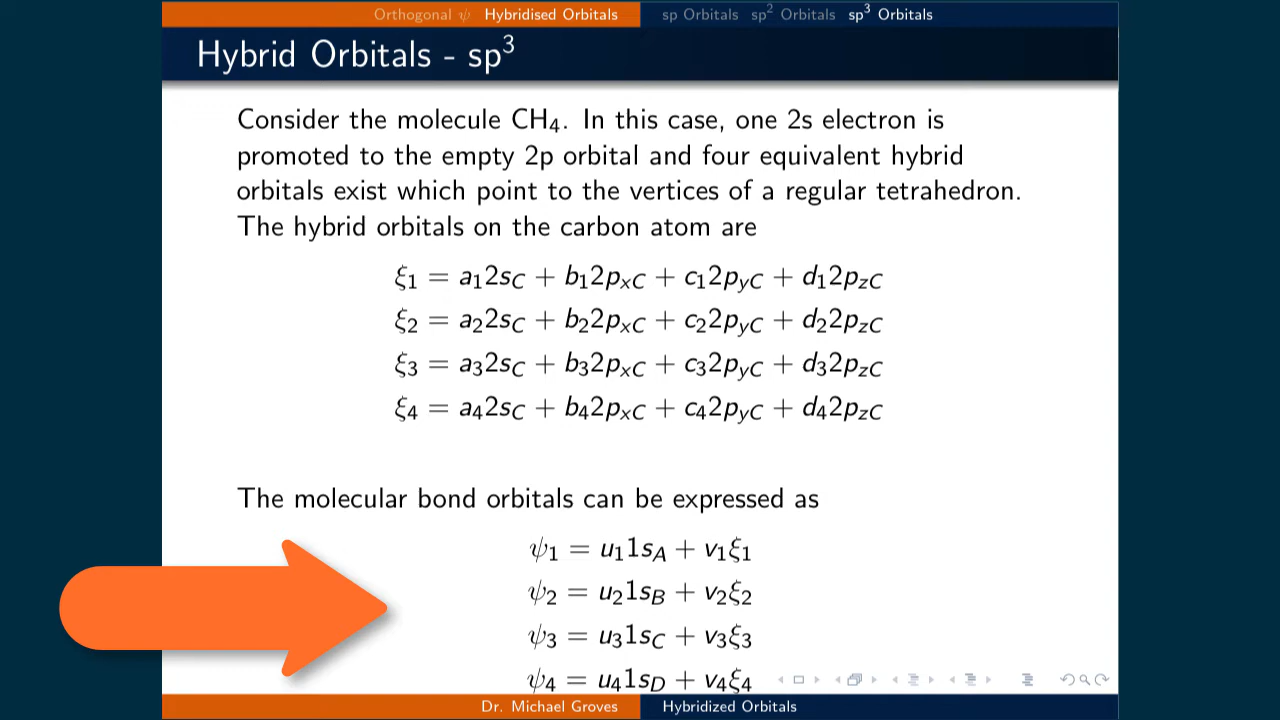 Orthogonal ψ Hybridised Orbitals sp Orbitals sp² Orbitals sp³ Orbitals
Hybrid Orbitals - sp³
Consider the molecule CH₄. In this case, one 2s electron is
promoted to the empty 2p orbital and four equivalent hybrid
orbitals exist which point to the vertices of a regular tetrahedron.
The hybrid orbitals on the carbon atom are
ξ₁ = a₁2s_C + b₁2p_xC + c₁2p_yC + d₁2p_zC
ξ₂ = a₂2s_C + b₂2p_xC + c₂2p_yC + d₂2p_zC
ξ₃ = a₃2s_C + b₃2p_xC + c₃2p_yC + d₃2p_zC
ξ₄ = a₄2s_C + b₄2p_xC + c₄2p_yC + d₄2p_zC
The molecular bond orbitals can be expressed as
ψ₁ = u₁1s_A + v₁ξ₁
ψ₂ = u₂1s_B + v₂ξ₂
ψ₃ = u₃1s_C + v₃ξ₃
ψ₄ = u₄1s_D + v₄ξ₄
Dr. Michael Groves Hybridized Orbitals